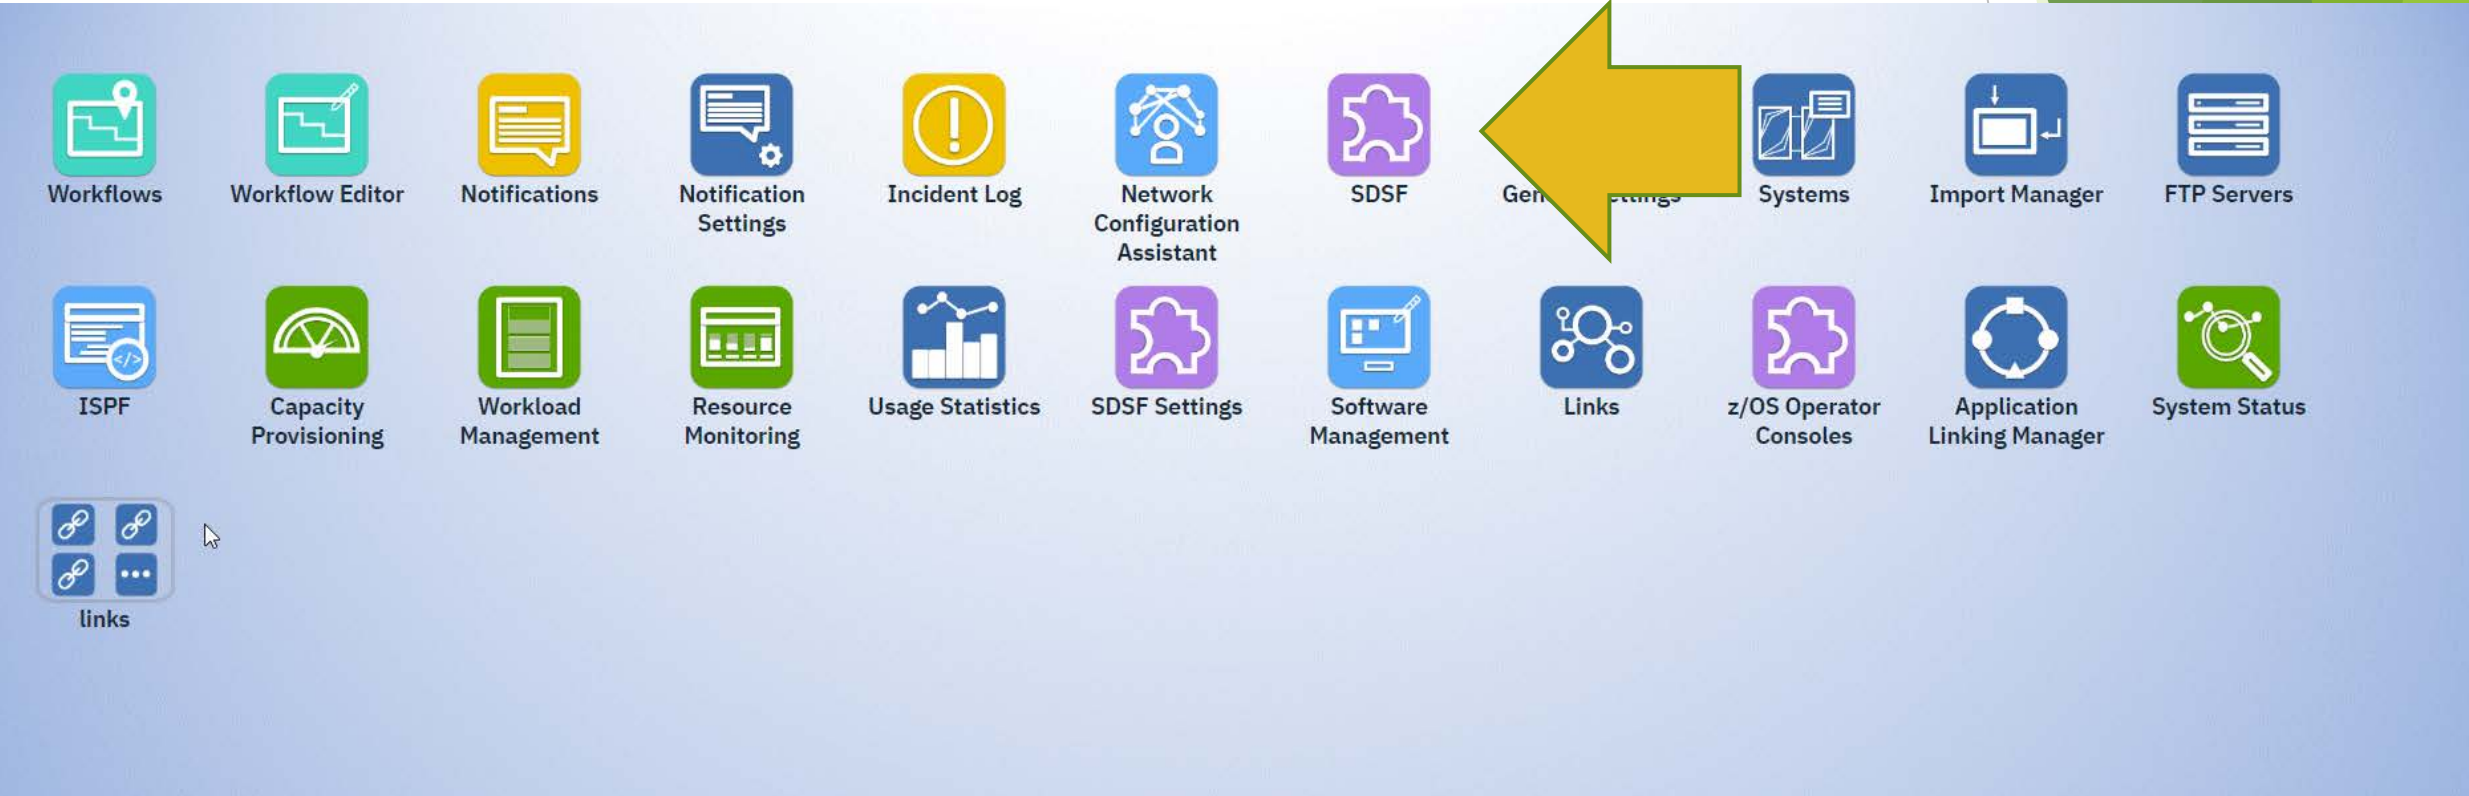 Workflows
Workflow Editor
Notifications
Notification
Settings
Incident Log
Network
Configuration
Assistant
SDSF
Systems
Import Manager
FTP Servers
ISPF
Capacity
Provisioning
Workload
Management
Resource
Monitoring
Usage Statistics
SDSF Settings
Software
Management
Links
z/OS Operator
Consoles
Application
Linking Manager
System Status
links